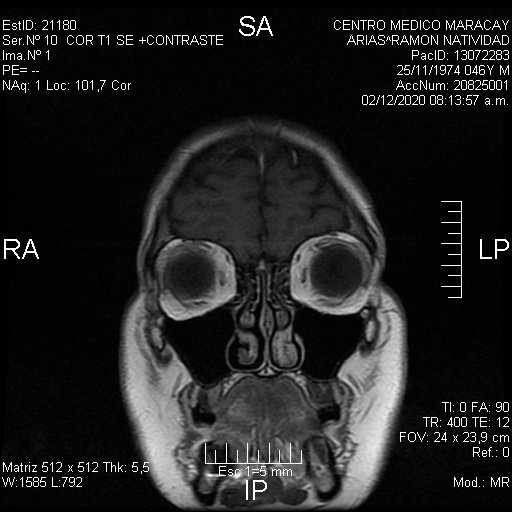 EstID: 21180
Ser.Nº 10 COR T1 SE +CONTRASTE
Ima.Nº 1
PE= --
NAq: 1 Loc: 101,7 Cor
SA
CENTRO MEDICO MARACAY
ARIAS^RAMON NATIVIDAD
PacID: 13072283
25/11/1974 046Y M
AccNum: 20825001
02/12/2020 08:13:57 a.m.
RA
LP
TI: 0 FA: 90
TR: 400 TE: 12
FOV: 24 x 23,9 cm
Ref.: 0
Mod.: MR
Matriz 512 x 512 Thk: 5,5
W:1585 L:792
Esc 1=5 mm
IP